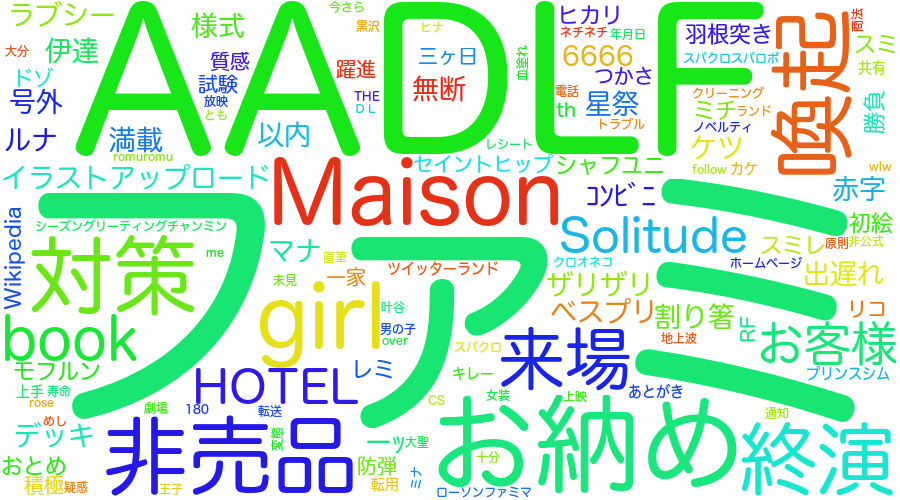 ラブシー
様式
今さら
黒沢
ヒナ
ヒカリ
ネチネチ
年月日
羽根突き
商法
大分
伊達
質感
AADLF
三ヶ日
血塗れ
6666
スパクロスパロボ
スミ
ドゾ
試験
躍進
つかさ
共有
喚起
号外
放映
THE
無断
電話
th
星祭
クリーニング
勝負
とも
DL
ミチ
ランド
ルナ
満載
以内
トラブル
ノベルティ
レシート
ケツ
romuromu
セイントヒップ
シャフユニ
follow
カケ
wlw
イラストアップロード
Maison
コンビニ
赤字
Wikipedia
シーズングリーティングチャンミン
初絵
Solitude
me
マナ
直筆
スミレ
原則
非公式
対策
ファミミ
未見
一家
ツイッターランド
クロオネコ
ホームページ
出遅れ
girl
ザリザリ
叶谷
ベスプリ
割り箸
リコ
book
男の子
over
RF
地上波
お客様
スパクロ
来場
モフルン
HOTEL
レミ
キレー
プリンスシム
上手
寿命
あとがき
rose
劇場
180
転送
CS
女装
上映
通知
めし
デッキ
非売品
変態
ーッ
大聖
お納め
終演
おとめ
防弾
十分
積極
疑惑
王子
転用
ミナ
ローソンファミマ